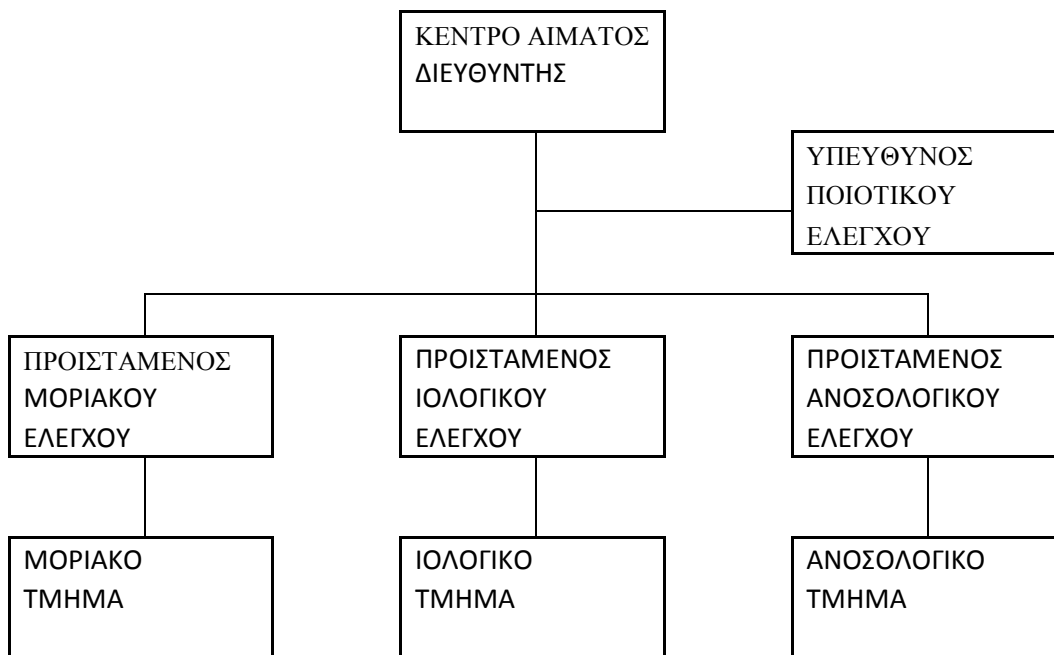 ΚΕΝΤΡΟ ΑΙΜΑΤΟΣ
ΔΙΕΥΘΥΝΤΗΣ
ΥΠΕΥΘΥΝΟΣ
ΠΟΙΟΤΙΚΟΥ
ΕΛΕΓΧΟΥ
ΠΡΟΙΣΤΑΜΕΝΟΣ
ΜΟΡΙΑΚΟΥ
ΕΛΕΓΧΟΥ
ΠΡΟΙΣΤΑΜΕΝΟΣ
ΙΟΛΟΓΙΚΟΥ
ΕΛΕΓΧΟΥ
ΠΡΟΙΣΤΑΜΕΝΟΣ
ΑΝΟΣΟΛΟΓΙΚΟΥ
ΕΛΕΓΧΟΥ
ΜΟΡΙΑΚΟ
ΤΜΗΜΑ
ΙΟΛΟΓΙΚΟ
ΤΜΗΜΑ
ΑΝΟΣΟΛΟΓΙΚΟ
ΤΜΗΜΑ